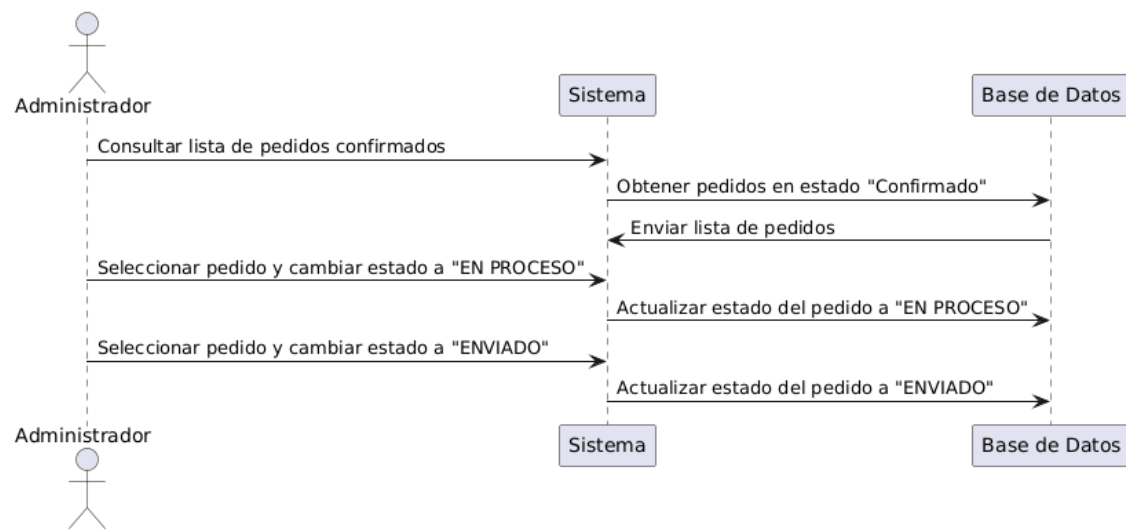 Administrador
Sistema
Base de Datos
Consultar lista de pedidos confirmados
Obtener pedidos en estado "Confirmado"
Enviar lista de pedidos
Seleccionar pedido y cambiar estado a "EN PROCESO"
Actualizar estado del pedido a "EN PROCESO"
Seleccionar pedido y cambiar estado a "ENVIADO"
Actualizar estado del pedido a "ENVIADO"
Administrador
Sistema
Base de Datos